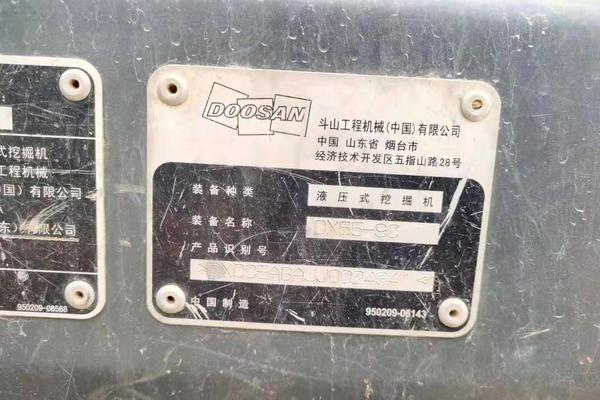 式挖掘机
工程机
国）有限公司
东）有限公司
950209-08588
DOOSAN
斗山工程机械(中国)有限公司
中国 山东省 烟台市
经济技术开发区五指山路28号
装备种类 液压式挖掘机
装备名称 DX55-9C
产品识别号
中国制造 950209-06143